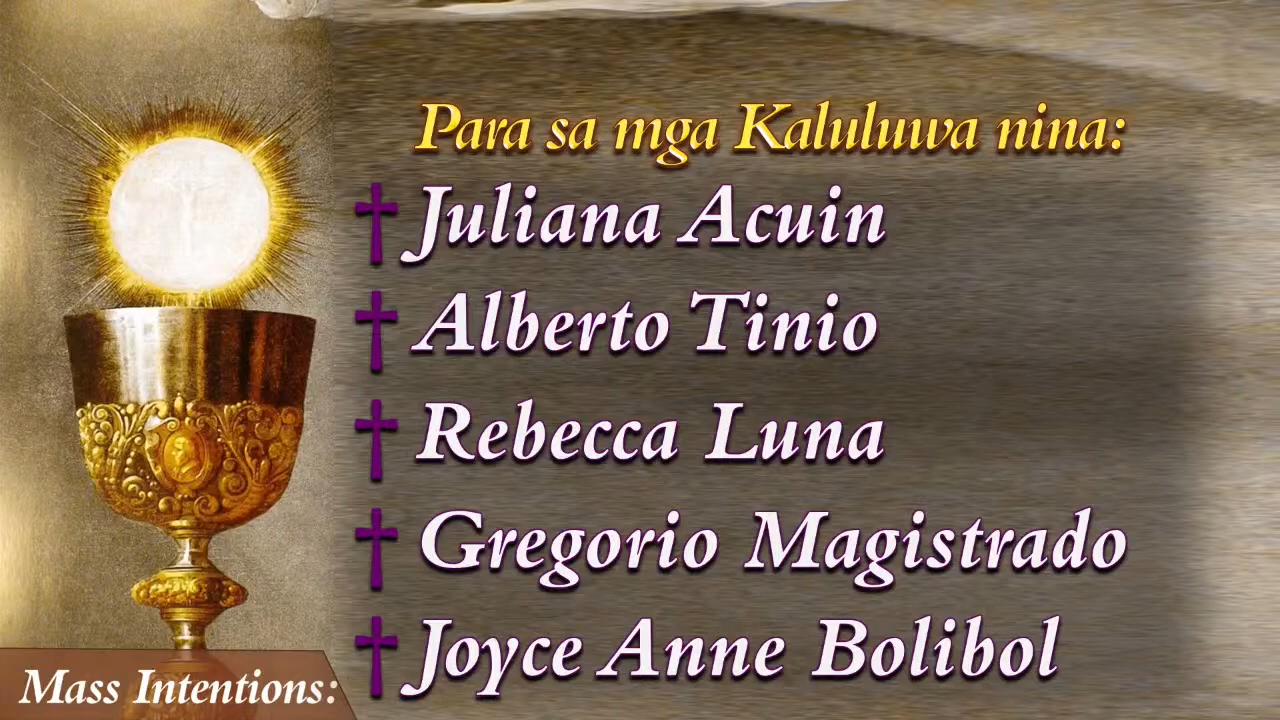 Para sa mga Kaluluwa nina:
† Juliana Acuin
† Alberto Tinio
† Rebecca Luna
† Gregorio Magistrado
† Joyce Anne Bolibol
Mass Intentions: